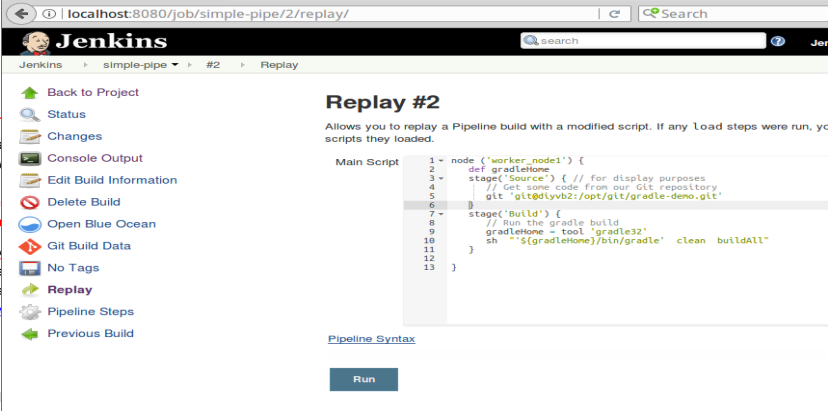 localhost:8080/job/simple-pipe/2/replay/
Search
Jenkins
search
Jenkins
simple-pipe
#2
Replay
Back to Project
Status
Changes
Console Output
Edit Build Information
Delete Build
Open Blue Ocean
Git Build Data
No Tags
Replay
Pipeline Steps
Previous Build
Replay #2
Allows you to replay a Pipeline build with a modified script. If any load steps were run,
scripts they loaded.
Main Script
1 node ('worker_node1') {
2 def gradleHome
3 stage('Source') { // for display purposes
4 // Get some code from our Git repository
5 git 'git@diyvb2:/opt/git/gradle-demo.git'
6 }
7 stage('Build') {
8 // Run the gradle build
9 gradleHome = tool 'gradle32'
10 sh "'${gradleHome}/bin/gradle' clean buildAll"
11 }
12
13 }
Pipeline Syntax
Run